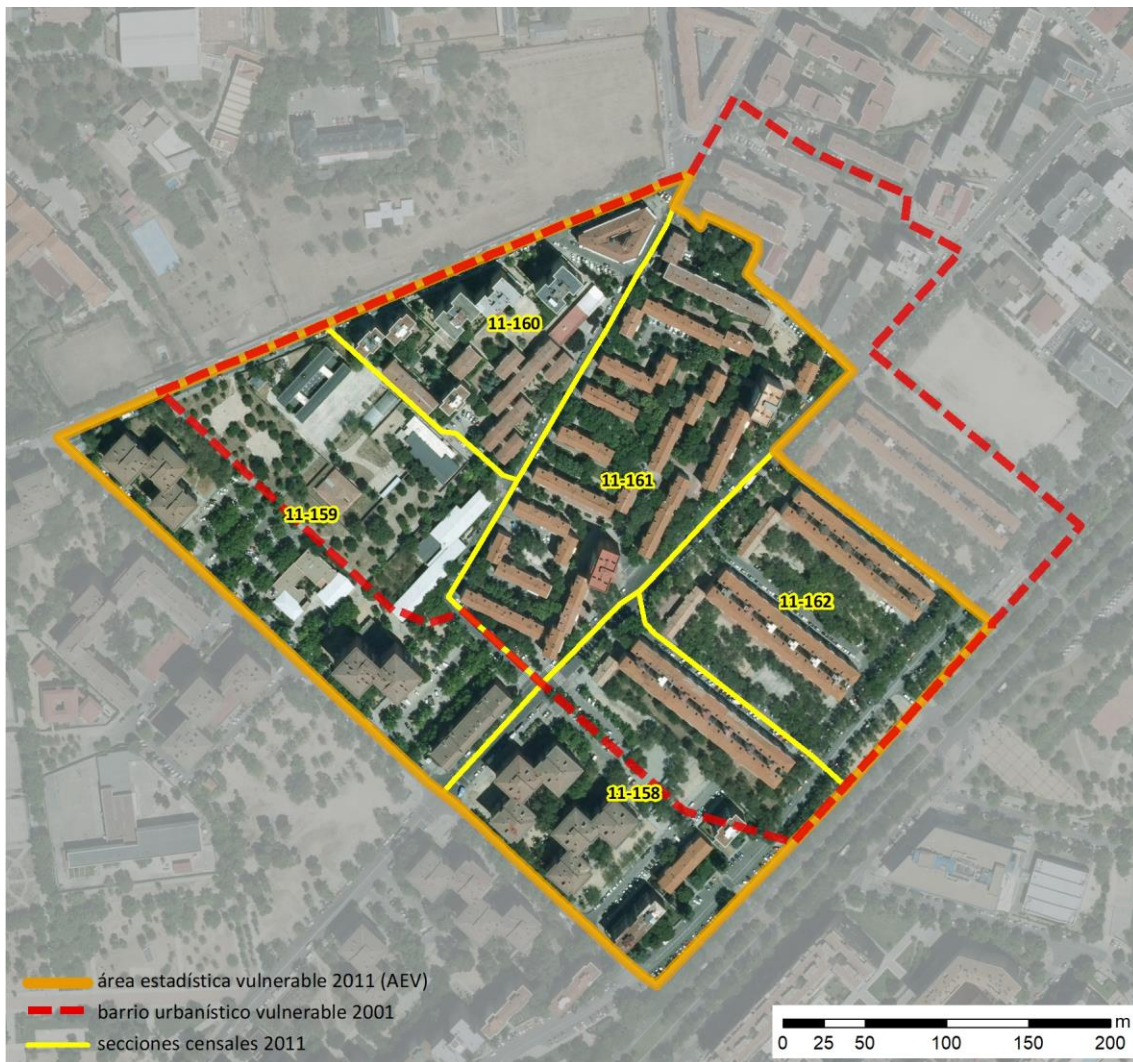 11-160
11-161
11-159
11-162
11-158
área estadística vulnerable 2011 (AEV)
barrio urbanístico vulnerable 2001
secciones censales 2011
m
0 25 50 100 150 200